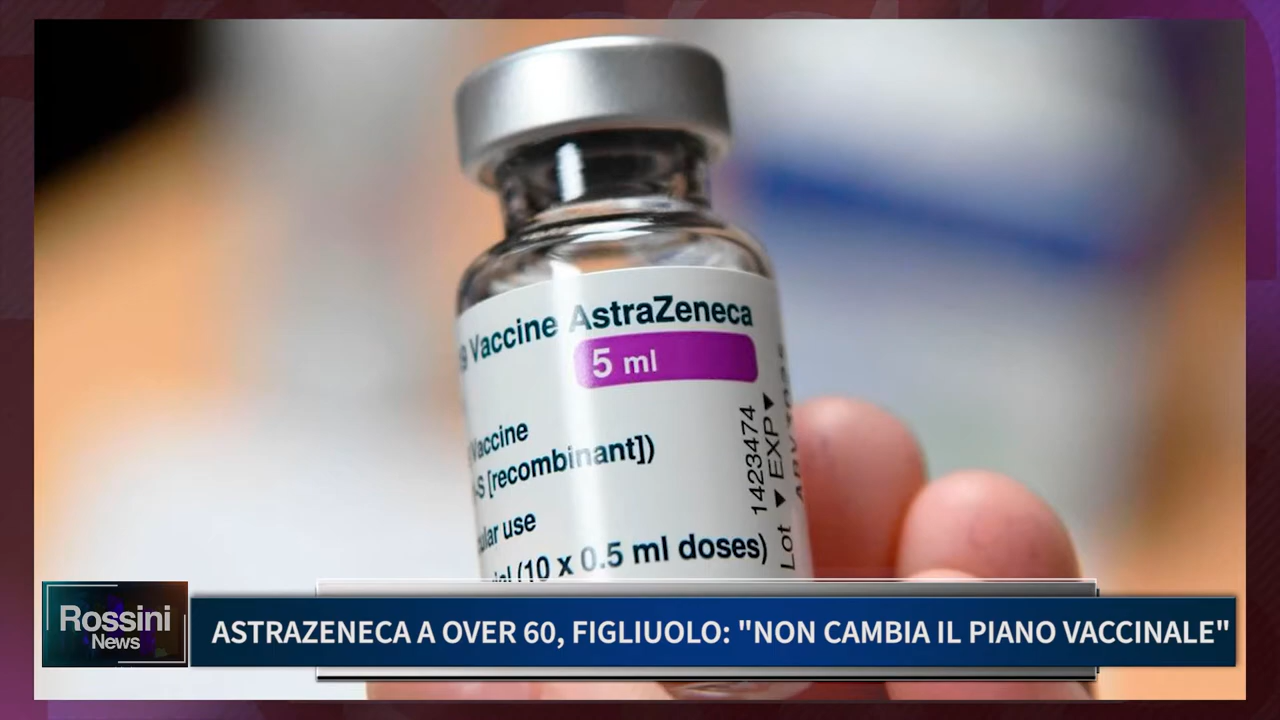 Vaccine AstraZeneca
5 ml
Vaccine
-S [recombinant])
use
(10 x 0.5 ml doses)
1423474
Lot ▼ EXP▼
Rossini
News
ASTRAZENECA A OVER 60, FIGLIUOLO: "NON CAMBIA IL PIANO VACCINALE"